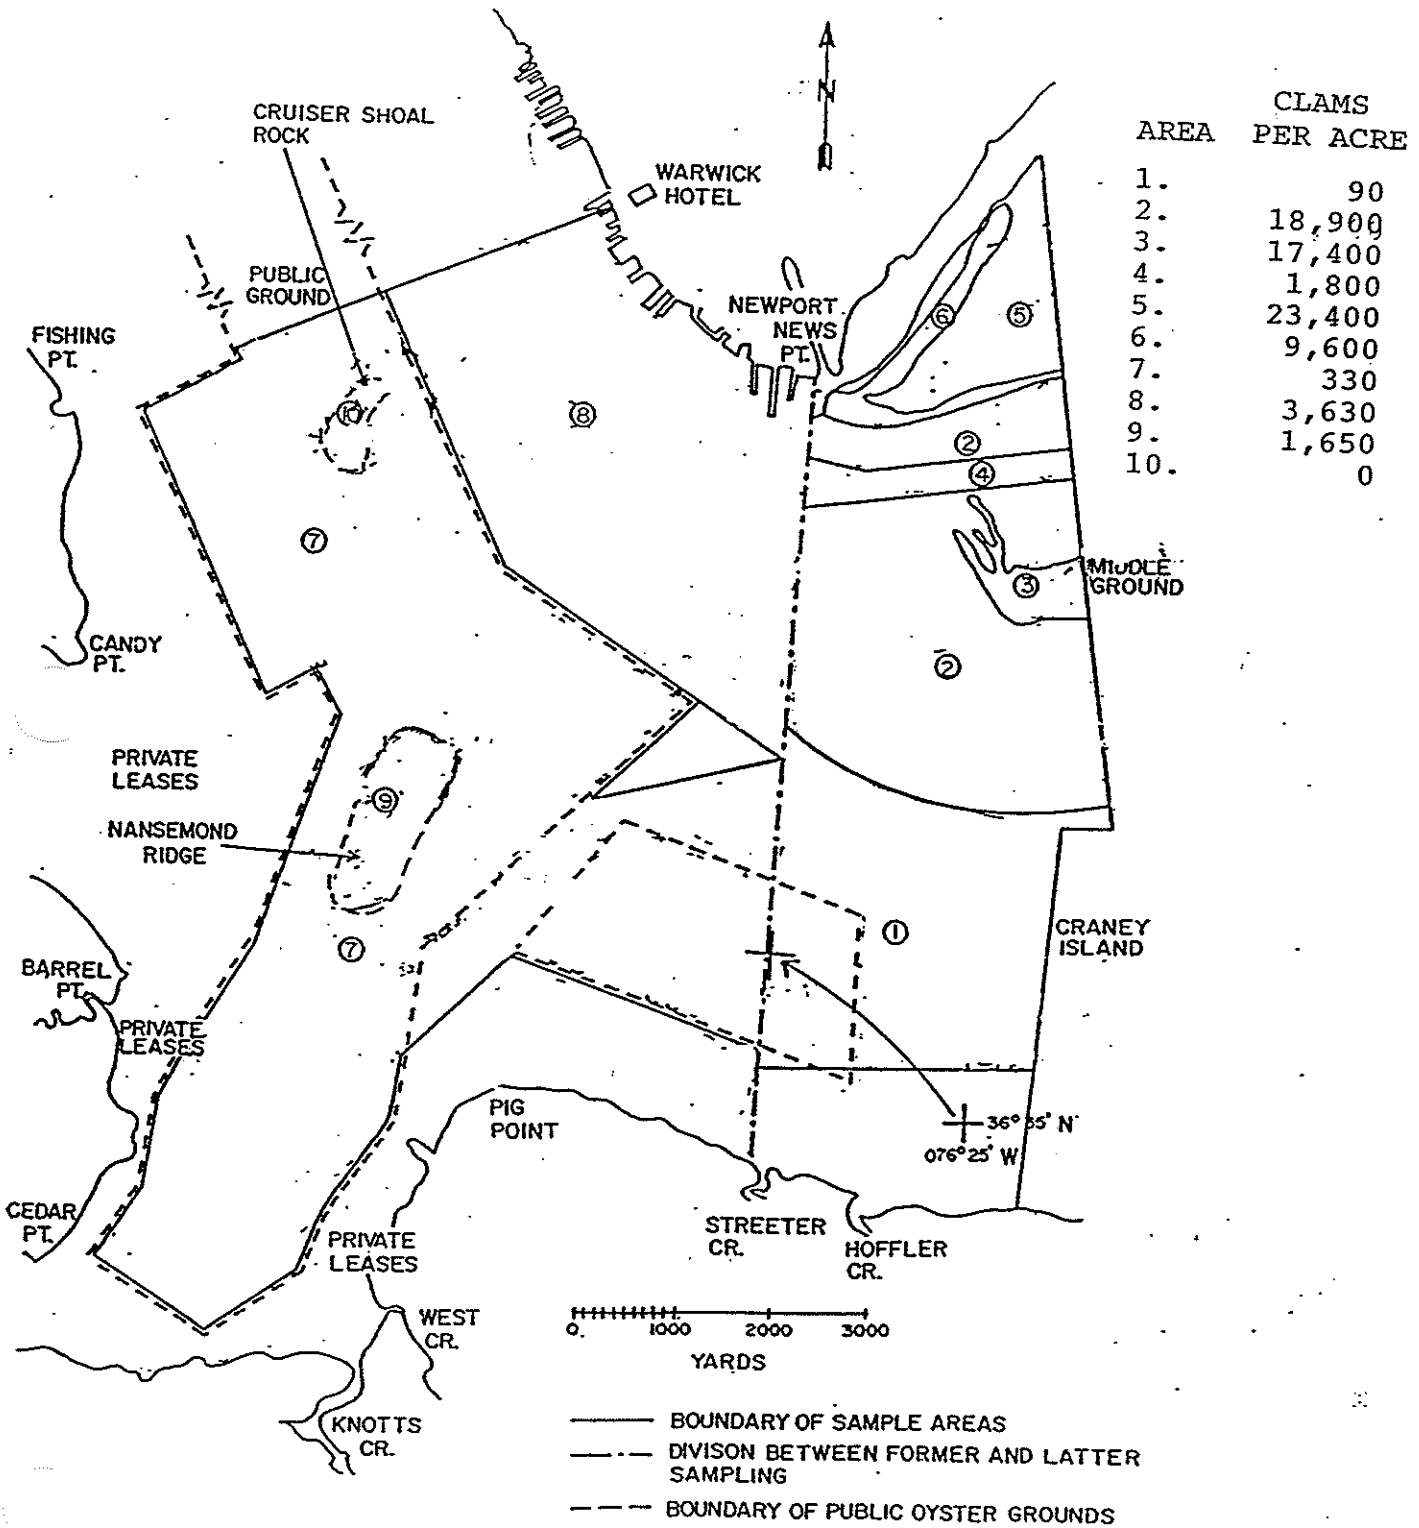 CLAMS
AREA PER ACRE
1. 90
2. 18,900
3. 17,400
4. 1,800
5. 23,400
6. 9,600
7. 330
8. 3,630
9. 1,650
10. 0
N
CRUISER SHOAL
ROCK
WARWICK
HOTEL
PUBLIC
GROUND
FISHING
PT.
NEWPORT
NEWS
PT.
6
5
10
8
2
4
7
3
MIDDLE
GROUND
CANDY
PT.
2
PRIVATE
LEASES
9
NANSEMOND
RIDGE
1
7
CRANEY
ISLAND
BARREL
PT.
PRIVATE
LEASES
PIG
POINT
36° 55' N
076° 25' W
CEDAR
PT.
STREETER
CR.
HOFFLER
CR.
PRIVATE
LEASES
WEST
CR.
0 1000 2000 3000
YARDS
KNOTTS
CR.
BOUNDARY OF SAMPLE AREAS
DIVISON BETWEEN FORMER AND LATTER
SAMPLING
BOUNDARY OF PUBLIC OYSTER GROUNDS